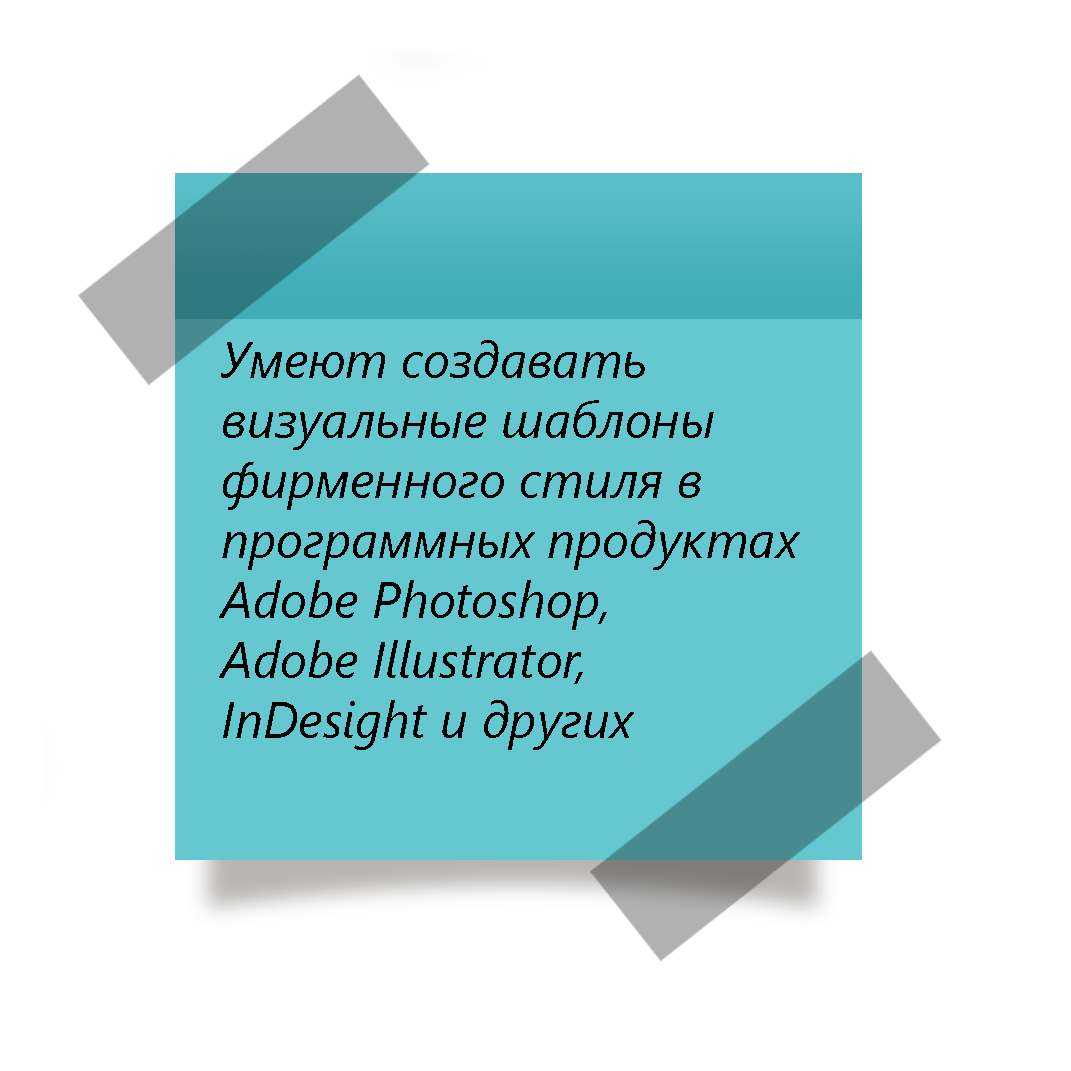 Умеют создавать
визуальные шаблоны
фирменного стиля в
программных продуктах
Adobe Photoshop,
Adobe Illustrator,
InDesight и других